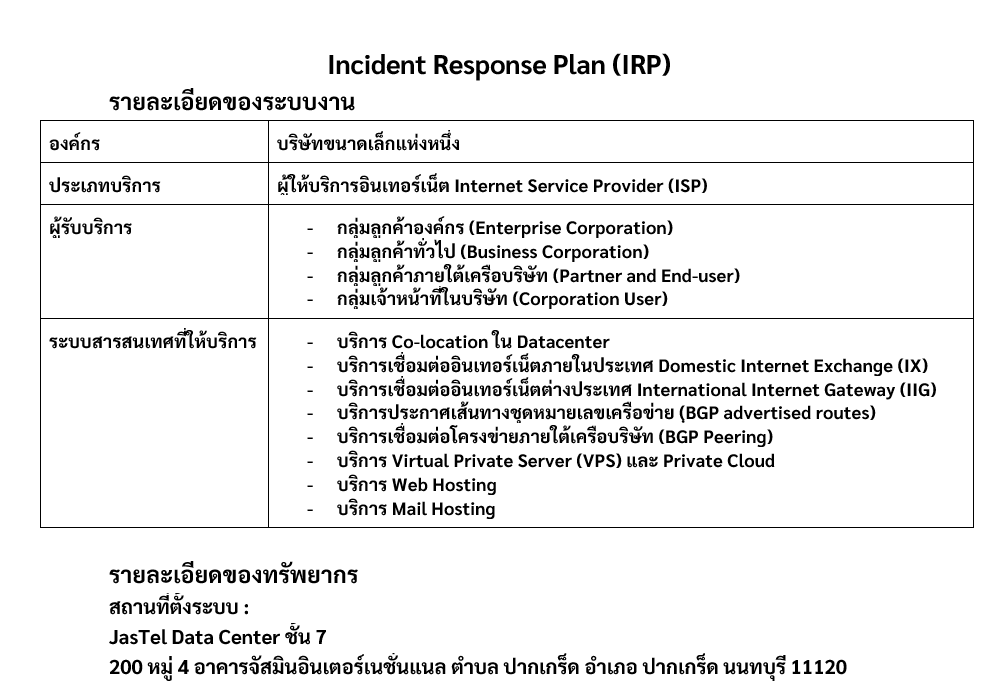 Incident Response Plan (IRP)
รายละเอียดของระบบงาน
องค์กร
บริษัทขนาดเล็กแห่งหนึ่ง
ประเภทบริการ
ผู้ให้บริการอินเทอร์เน็ต Internet Service Provider (ISP)
ผู้รับบริการ
- กลุ่มลูกค้าองค์กร (Enterprise Corporation)
- กลุ่มลูกค้าทั่วไป (Business Corporation)
- กลุ่มลูกค้าภายใต้เครือบริษัท (Partner and End-user)
- กลุ่มเจ้าหน้าที่ในบริษัท (Corporation User)
ระบบสารสนเทศที่ให้บริการ
- บริการ Co-location ใน Datacenter
- บริการเชื่อมต่ออินเทอร์เน็ตภายในประเทศ Domestic Internet Exchange (IX)
- บริการเชื่อมต่ออินเทอร์เน็ตต่างประเทศ International Internet Gateway (IIG)
- บริการประกาศเส้นทางชุดหมายเลขเครือข่าย (BGP advertised routes)
- บริการเชื่อมต่อโครงข่ายภายใต้เครือบริษัท (BGP Peering)
- บริการ Virtual Private Server (VPS) และ Private Cloud
- บริการ Web Hosting
- บริการ Mail Hosting
รายละเอียดของทรัพยากร
สถานที่ตั้งระบบ :
JasTel Data Center ชั้น 7
200 หมู่ 4 อาคารจัสมินอินเตอร์เนชั่นแนล ตำบล ปากเกร็ด อำเภอ ปากเกร็ด นนทบุรี 11120